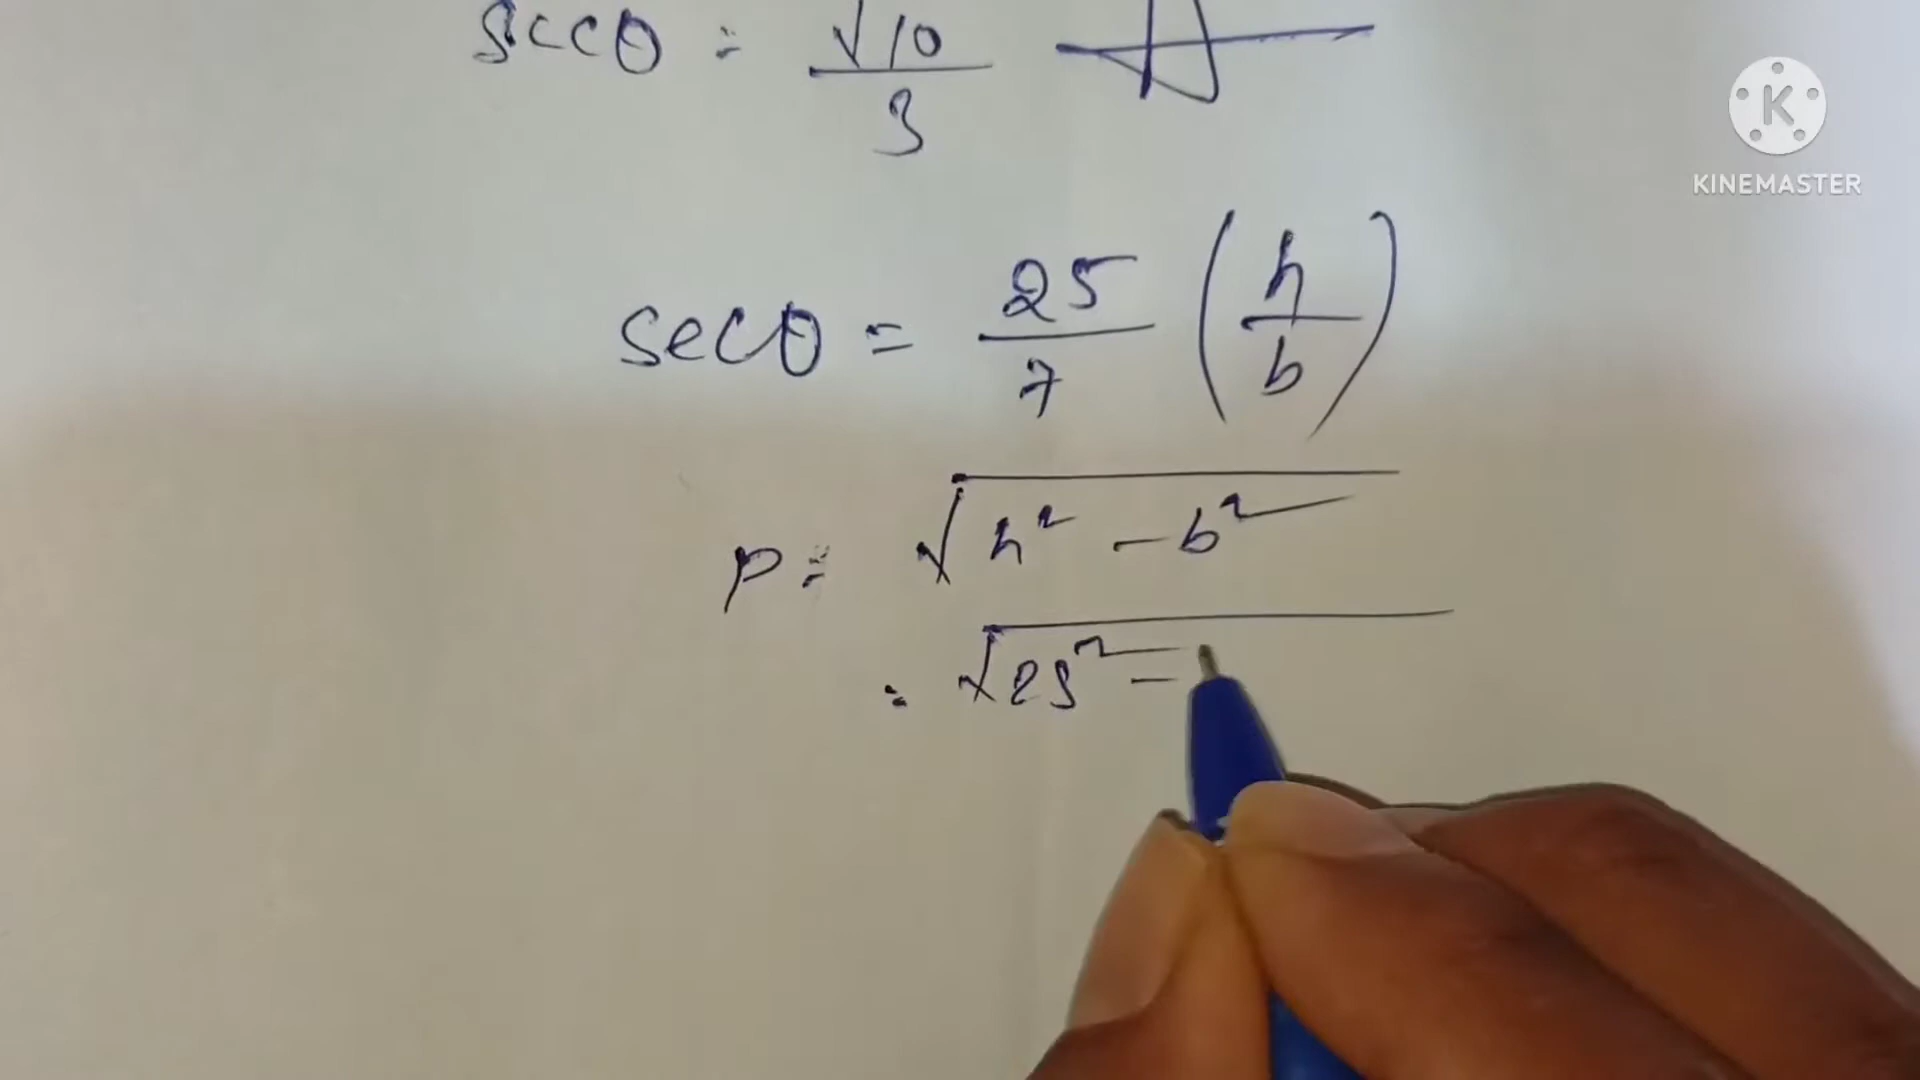 secθ = √10/3
K
KINEMASTER
secθ = 25/7 (h/b)
p = √h² - b²
= √25² -